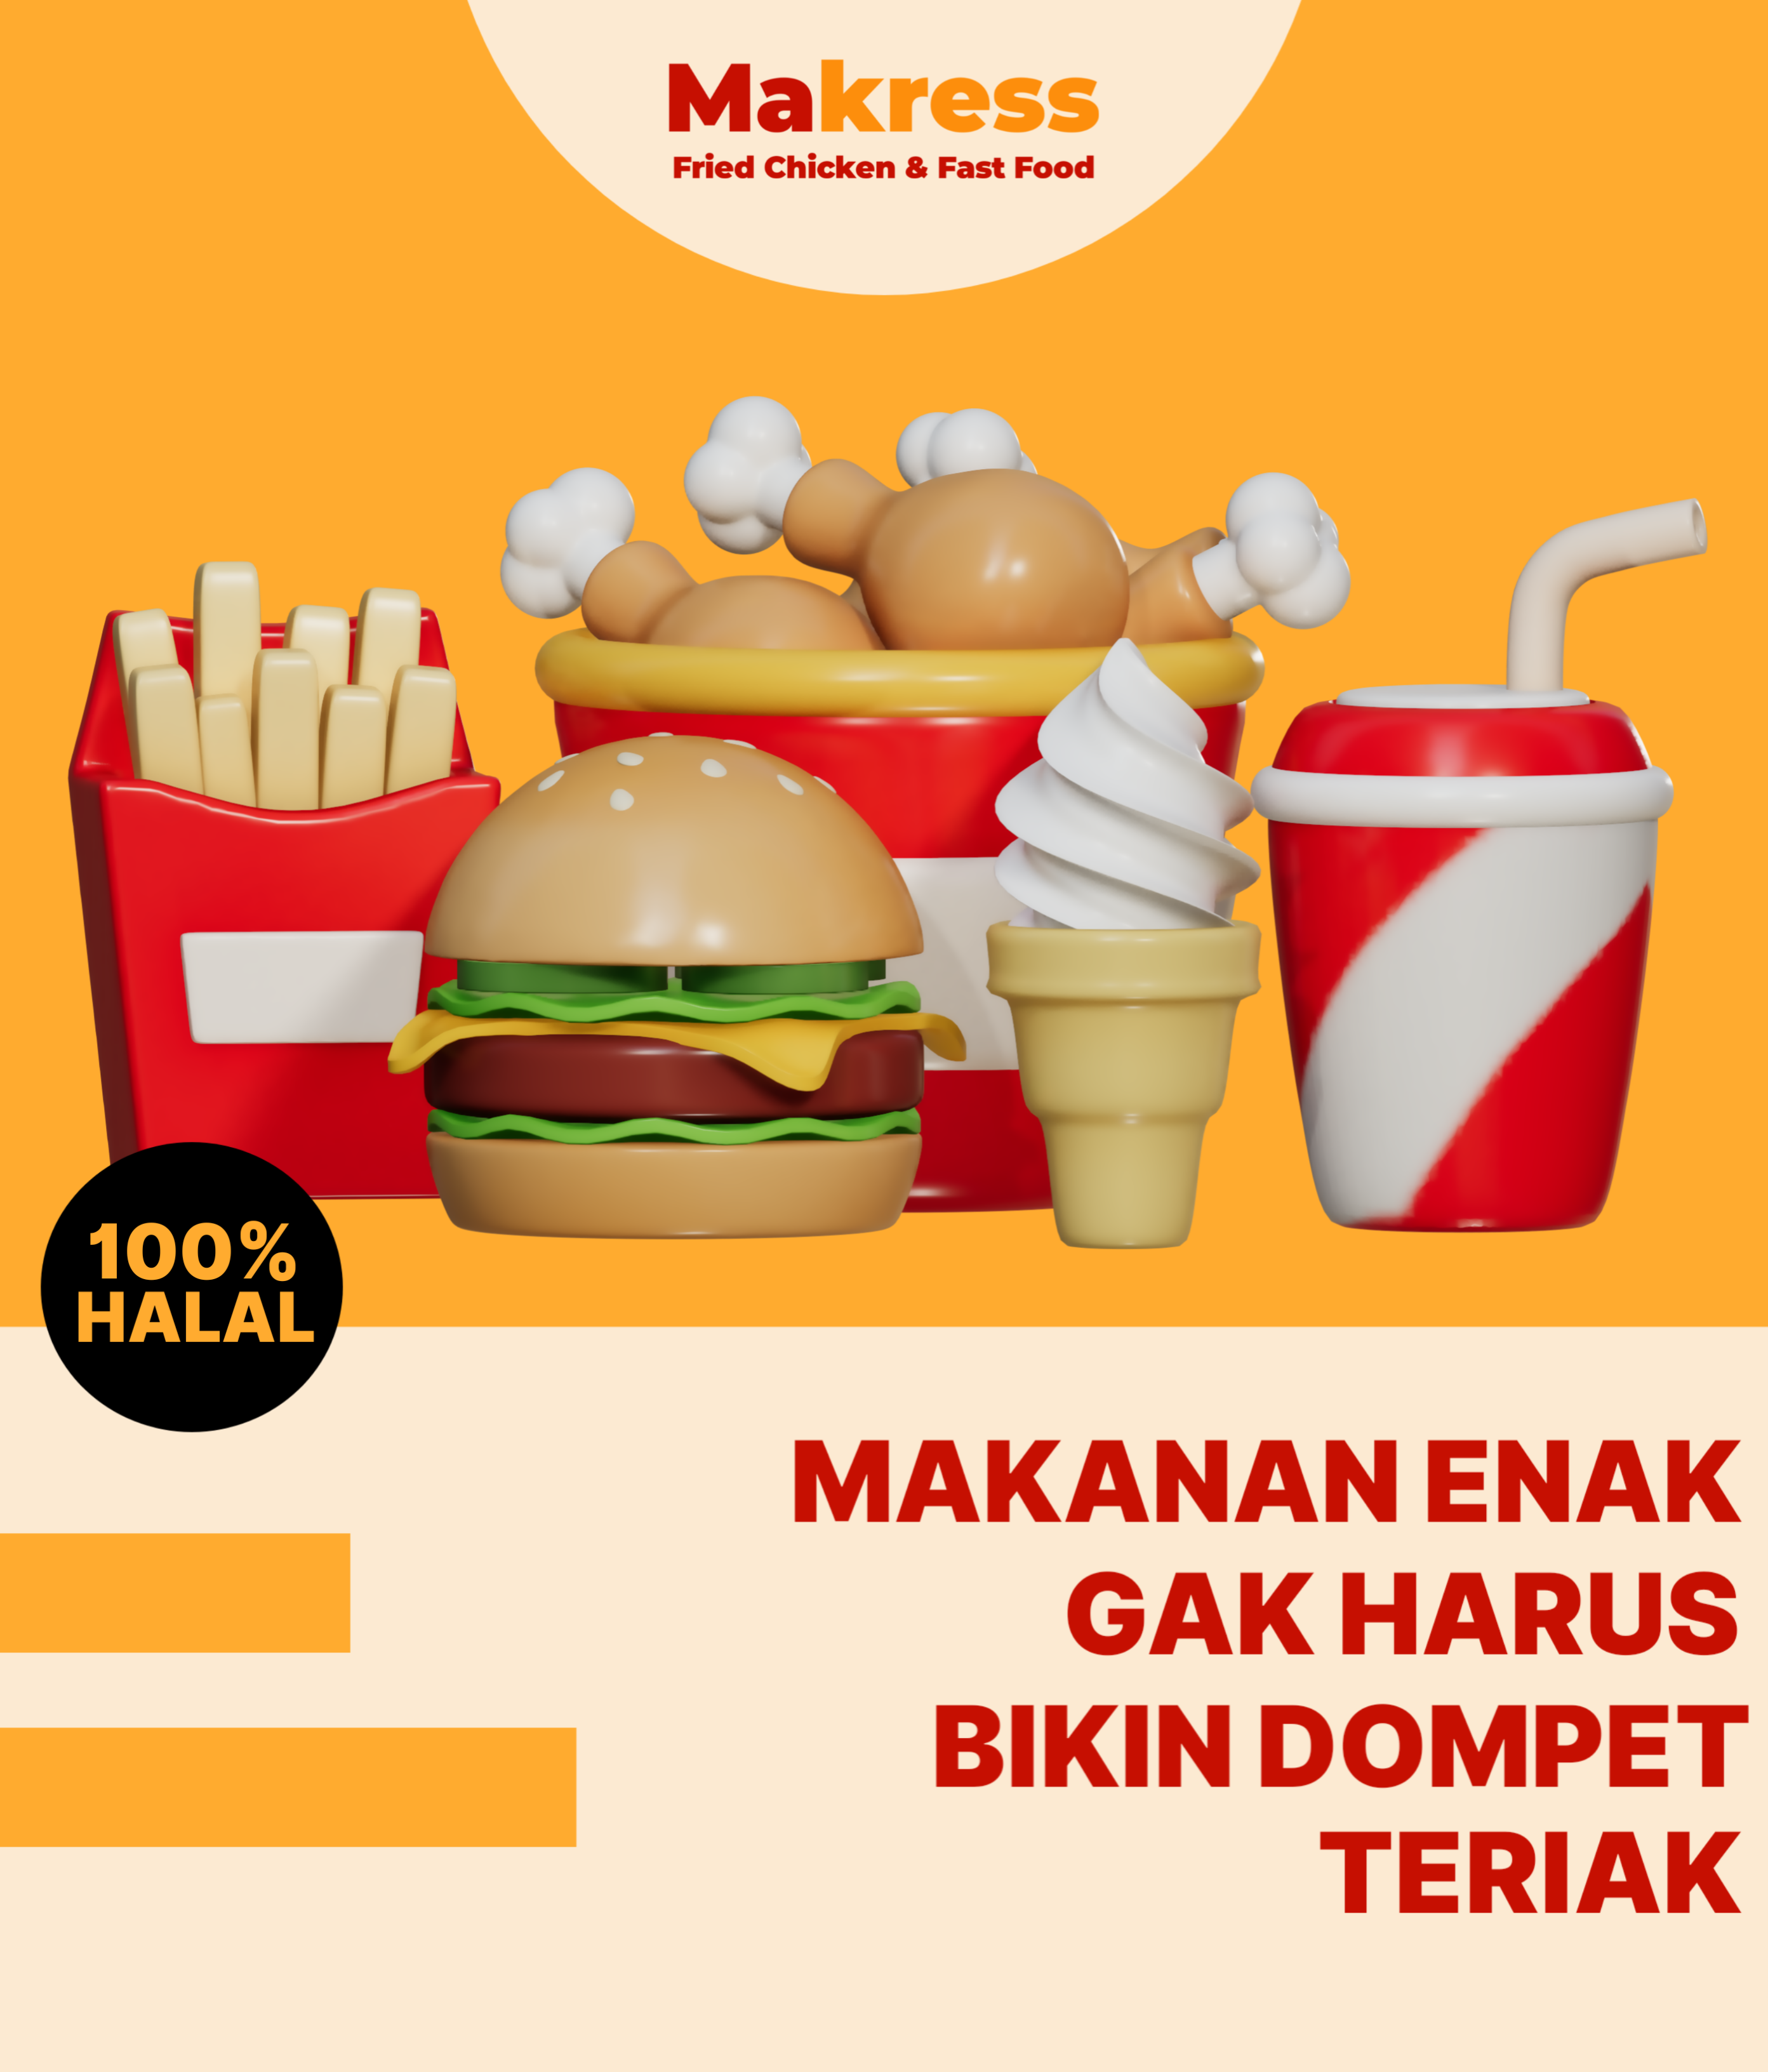 Makress
Fried Chicken & Fast Food
100%
HALAL
MAKANAN ENAK
GAK HARUS
BIKIN DOMPET
TERIAK